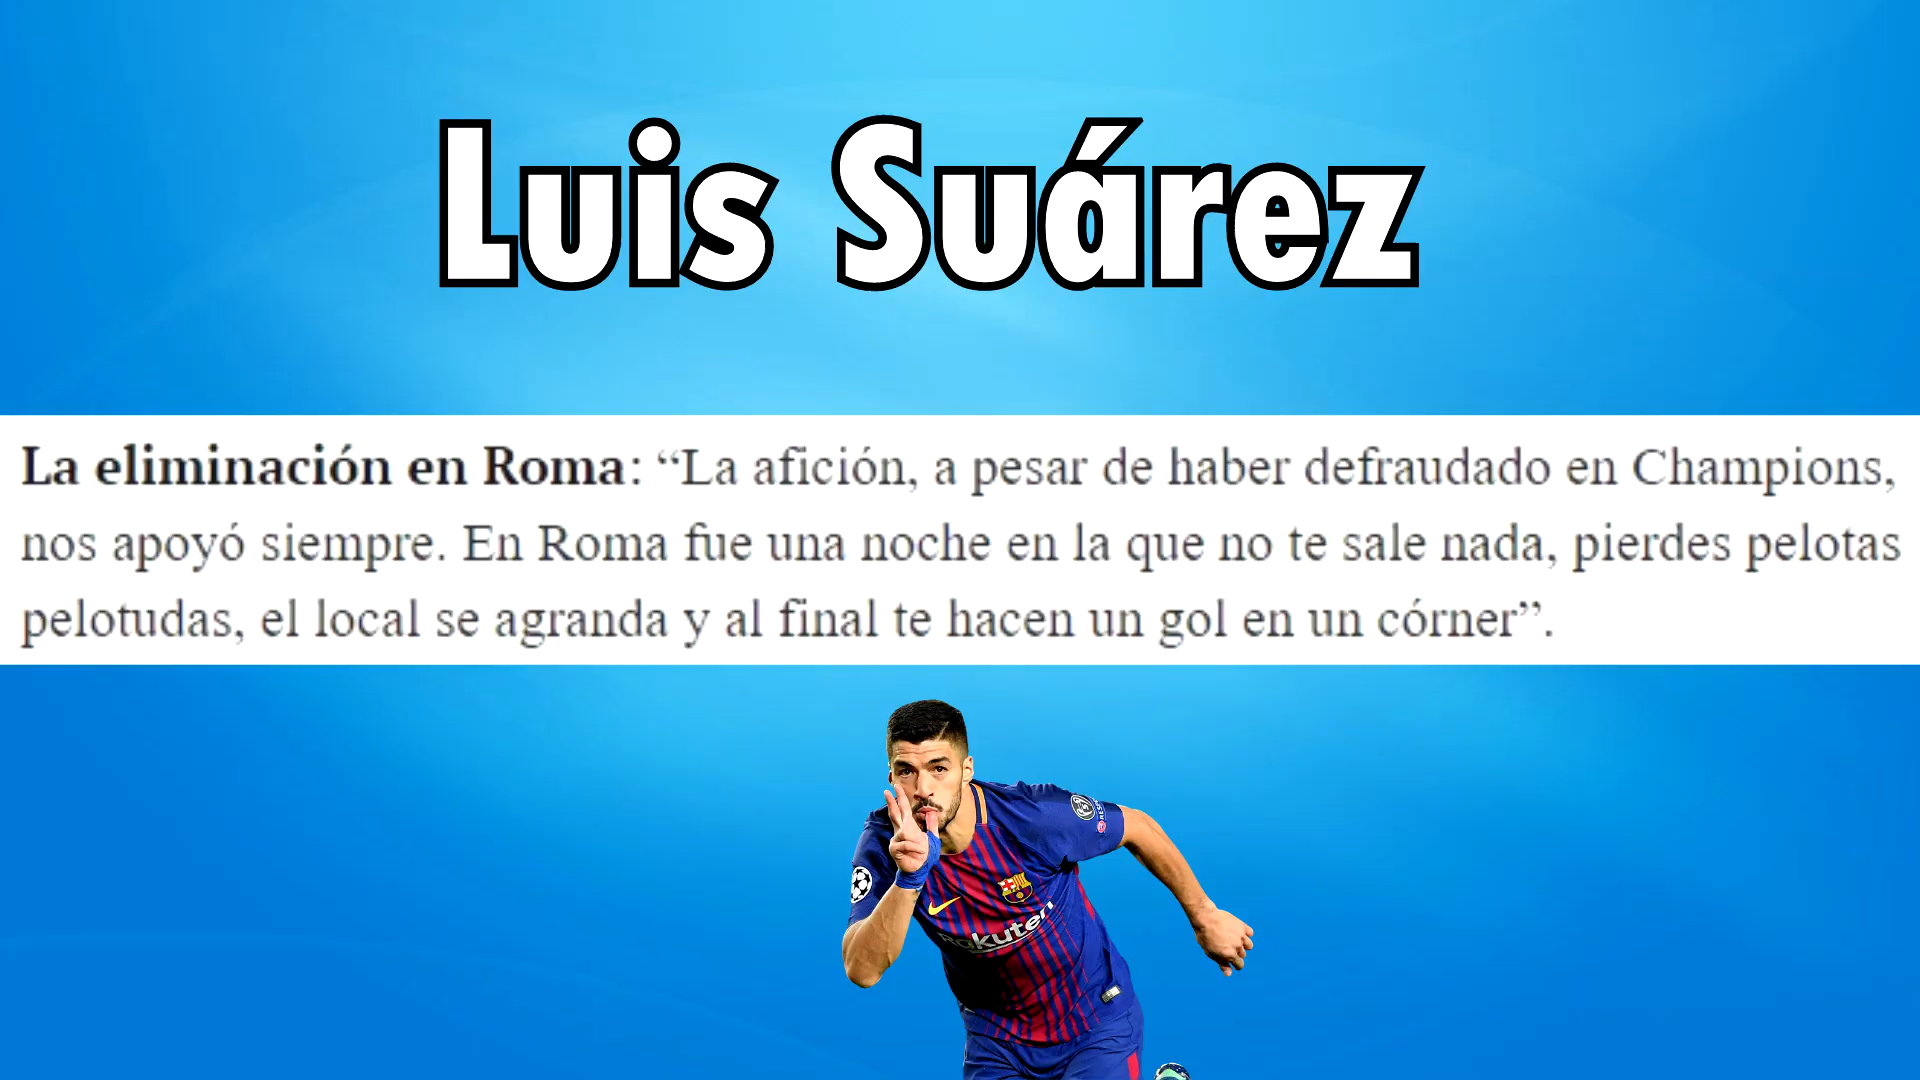 Luis Suárez
La eliminación en Roma: “La afición, a pesar de haber defraudado en Champions,
nos apoyó siempre. En Roma fue una noche en la que no te sale nada, pierdes pelotas
pelotudas, el local se agranda y al final te hacen un gol en un córner”.
Rakuten